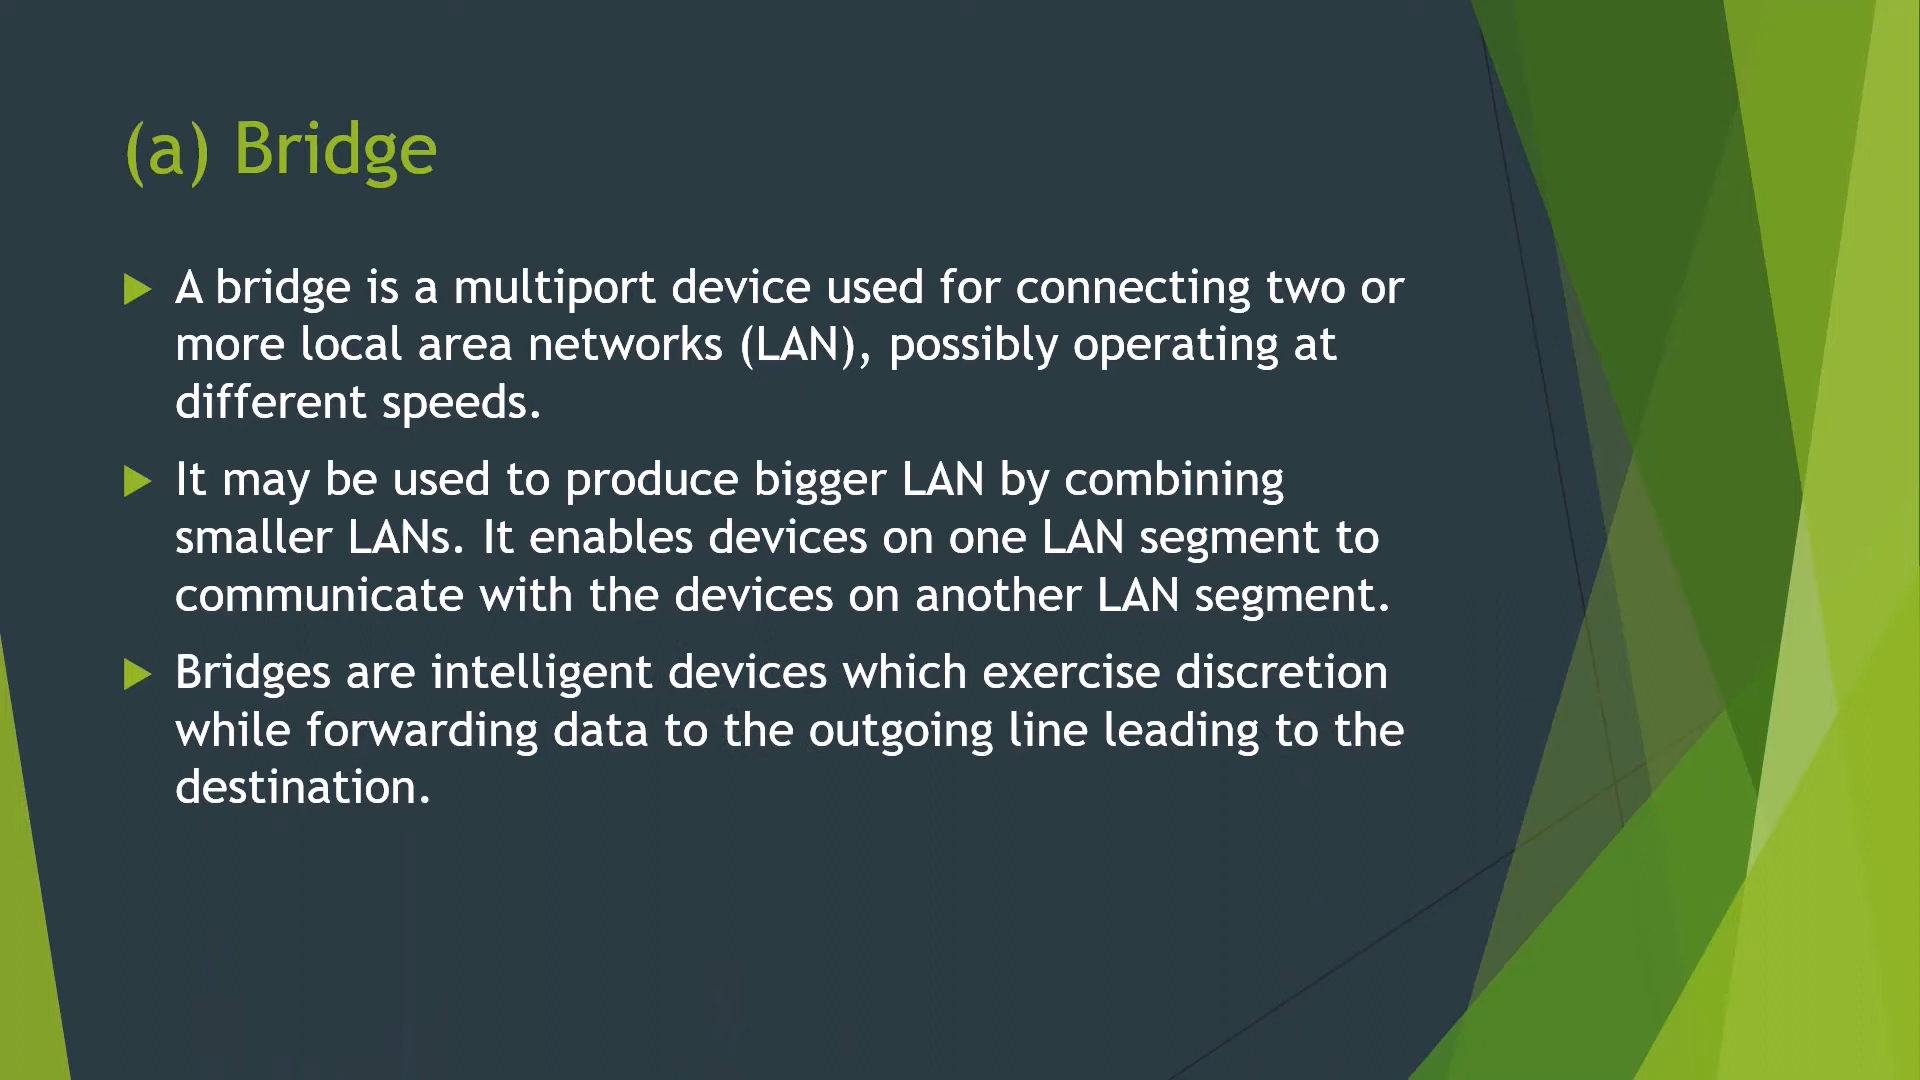 (a) Bridge
A bridge is a multiport device used for connecting two or
more local area networks (LAN), possibly operating at
different speeds.
It may be used to produce bigger LAN by combining
smaller LANs. It enables devices on one LAN segment to
communicate with the devices on another LAN segment.
Bridges are intelligent devices which exercise discretion
while forwarding data to the outgoing line leading to the
destination.